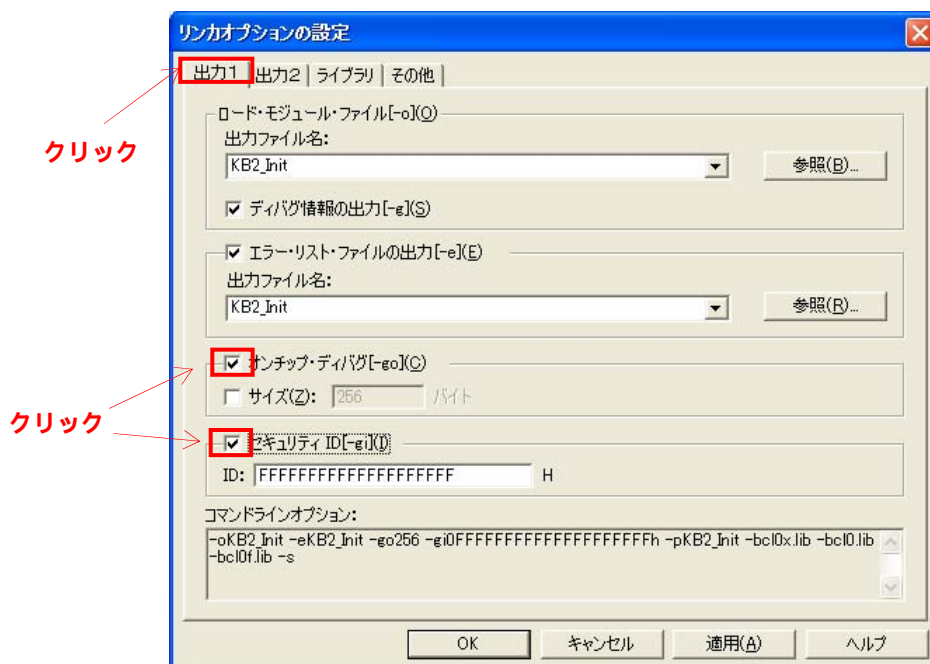 リンカオプションの設定
出力1 出力2 ライブラリ その他
クリック
ロード・モジュール・ファイル[-o](O)
出力ファイル名:
KB2_Init
参照(B)...
ディバグ情報の出力[-g](S)
エラー・リスト・ファイルの出力[-e](E)
出力ファイル名:
KB2_Init
参照(R)...
オンチップ・ディバグ[-go](C)
サイズ(Z): 256 バイト
クリック
セキュリティ ID[-gi](I)
ID: FFFFFFFFFFFFFFFFFFFF H
コマンドラインオプション:
-oKB2_Init -eKB2_Init -go256 -gi0FFFFFFFFFFFFFFFFFFFFh -pKB2_Init -bcl0x.lib -bcl0.lib
-bcl0f.lib -s
OK キャンセル 適用(A) ヘルプ